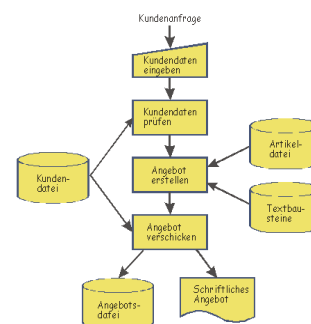 Kundenanfrage
Kundendaten
eingeben
Kundendaten
prüfen
Artikel-
datei
Kunden-
datei
Angebot
erstellen
Textbau-
steine
Angebot
verschicken
Angebots-
datei
Schriftliches
Angebot